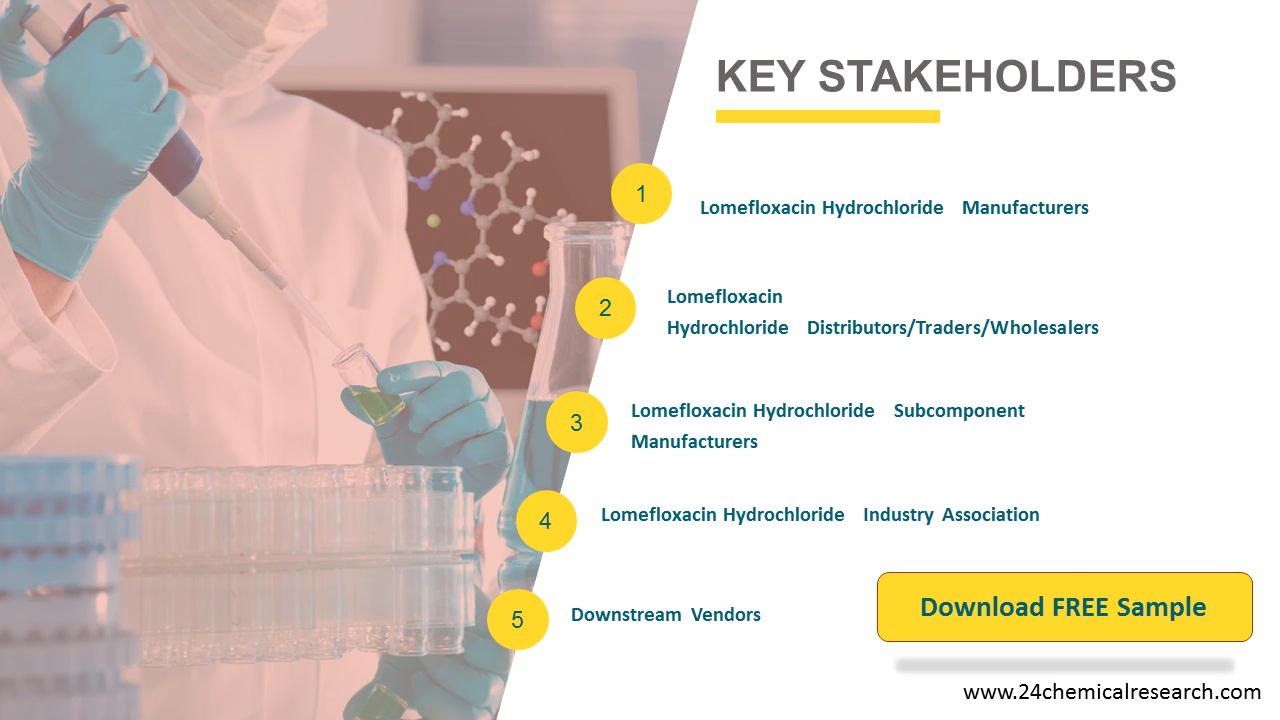 KEY STAKEHOLDERS
1
Lomefloxacin Hydrochloride Manufacturers
2
Lomefloxacin
Hydrochloride Distributors/Traders/Wholesalers
3
Lomefloxacin Hydrochloride Subcomponent
Manufacturers
4
Lomefloxacin Hydrochloride Industry Association
5
Downstream Vendors
Download FREE Sample
www.24chemicalresearch.com